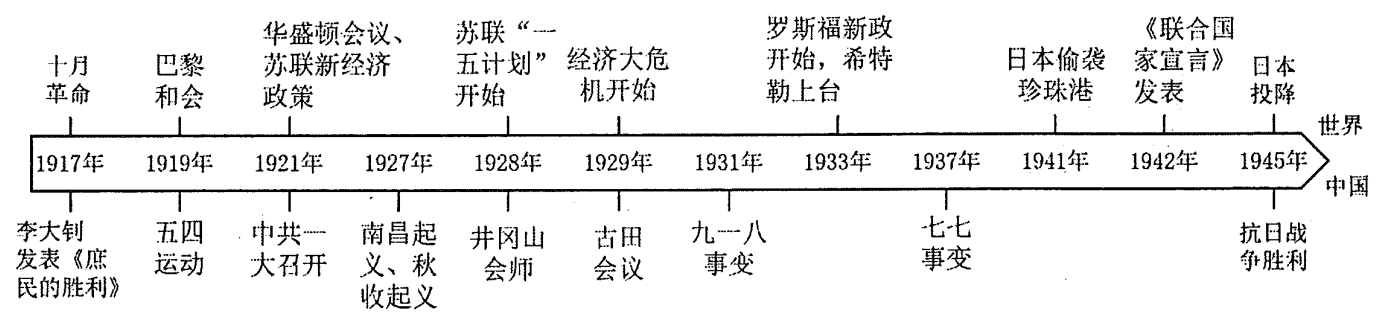 十月
革命
巴黎
和会
华盛顿会议、
苏联新经济
政策
苏联“一
五计划”
开始
经济大危
机开始
罗斯福新政
开始，希特
勒上台
日本偷袭
珍珠港
《联合国
家宣言》
发表
日本
投降
世界
1917年 1919年 1921年 1927年 1928年 1929年 1931年 1933年 1937年 1941年 1942年 1945年
中国
李大钊
发表《庶
民的胜利》
五四
运动
中共一
大召开
南昌起
义、秋
收起义
井冈山
会师
古田
会议
九一八
事变
七七
事变
抗日战
争胜利